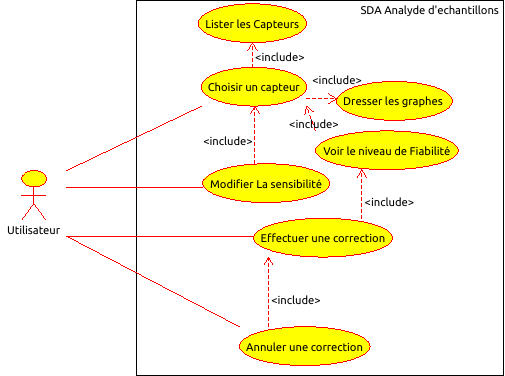 SDA Analyde d'echantillons
Lister les Capteurs
<include>
Choisir un capteur
<include>
Dresser les graphes
<include>
<include>
Voir le niveau de Fiabilité
Modifier La sensibilité
<include>
Utilisateur
Effectuer une correction
<include>
Annuler une correction